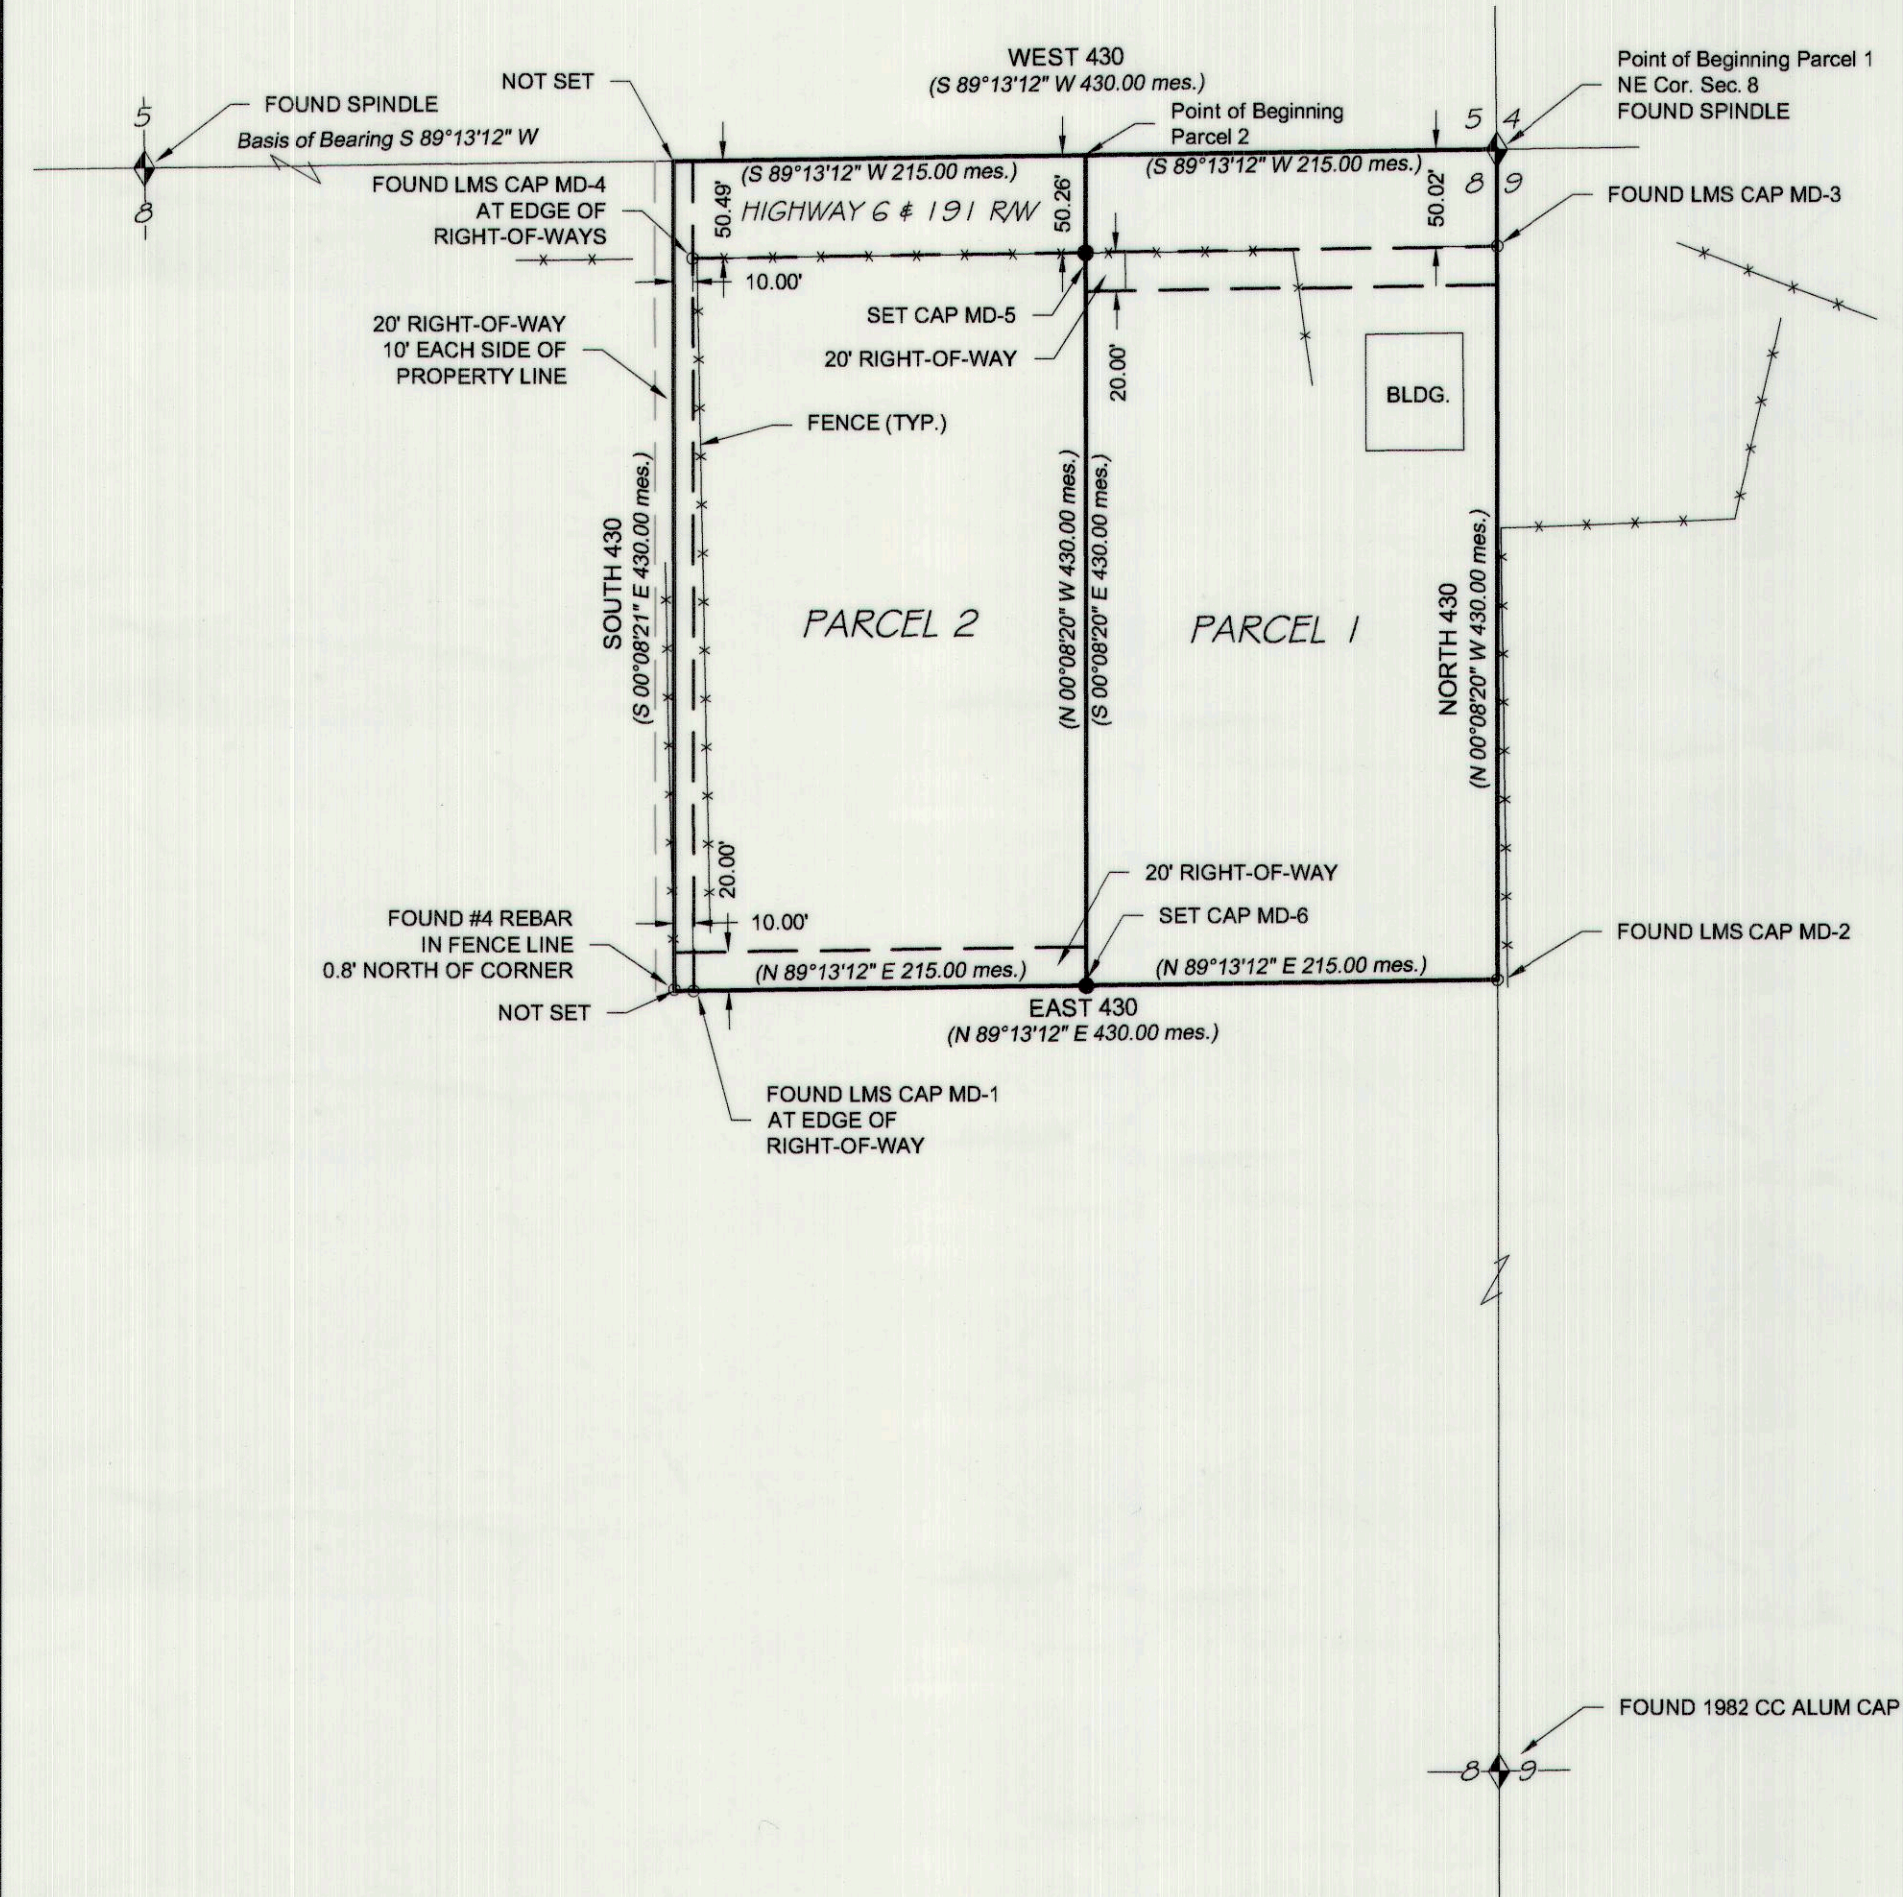 WEST 430
(S 89°13'12" W 430.00 mes.)
NOT SET
Point of Beginning Parcel 1
NE Cor. Sec. 8
FOUND SPINDLE
5
8
FOUND SPINDLE
Basis of Bearing S 89°13'12" W
Point of Beginning
Parcel 2
5 4
8 9
(S 89°13'12" W 215.00 mes.)
(S 89°13'12" W 215.00 mes.)
FOUND LMS CAP MD-4
AT EDGE OF
RIGHT-OF-WAYS
50.49'
HIGHWAY 6 & 191 R/W
50.26'
50.02'
FOUND LMS CAP MD-3
10.00'
20' RIGHT-OF-WAY
10' EACH SIDE OF
PROPERTY LINE
SET CAP MD-5
20' RIGHT-OF-WAY
20.00'
BLDG.
FENCE (TYP.)
SOUTH 430
(S 00°08'21" E 430.00 mes.)
(N 00°08'20" W 430.00 mes.)
(S 00°08'20" E 430.00 mes.)
NORTH 430
(N 00°08'20" W 430.00 mes.)
PARCEL 2
PARCEL 1
20.00'
20' RIGHT-OF-WAY
SET CAP MD-6
FOUND #4 REBAR
IN FENCE LINE
0.8' NORTH OF CORNER
10.00'
FOUND LMS CAP MD-2
(N 89°13'12" E 215.00 mes.)
(N 89°13'12" E 215.00 mes.)
NOT SET
EAST 430
(N 89°13'12" E 430.00 mes.)
FOUND LMS CAP MD-1
AT EDGE OF
RIGHT-OF-WAY
FOUND 1982 CC ALUM CAP
8 9